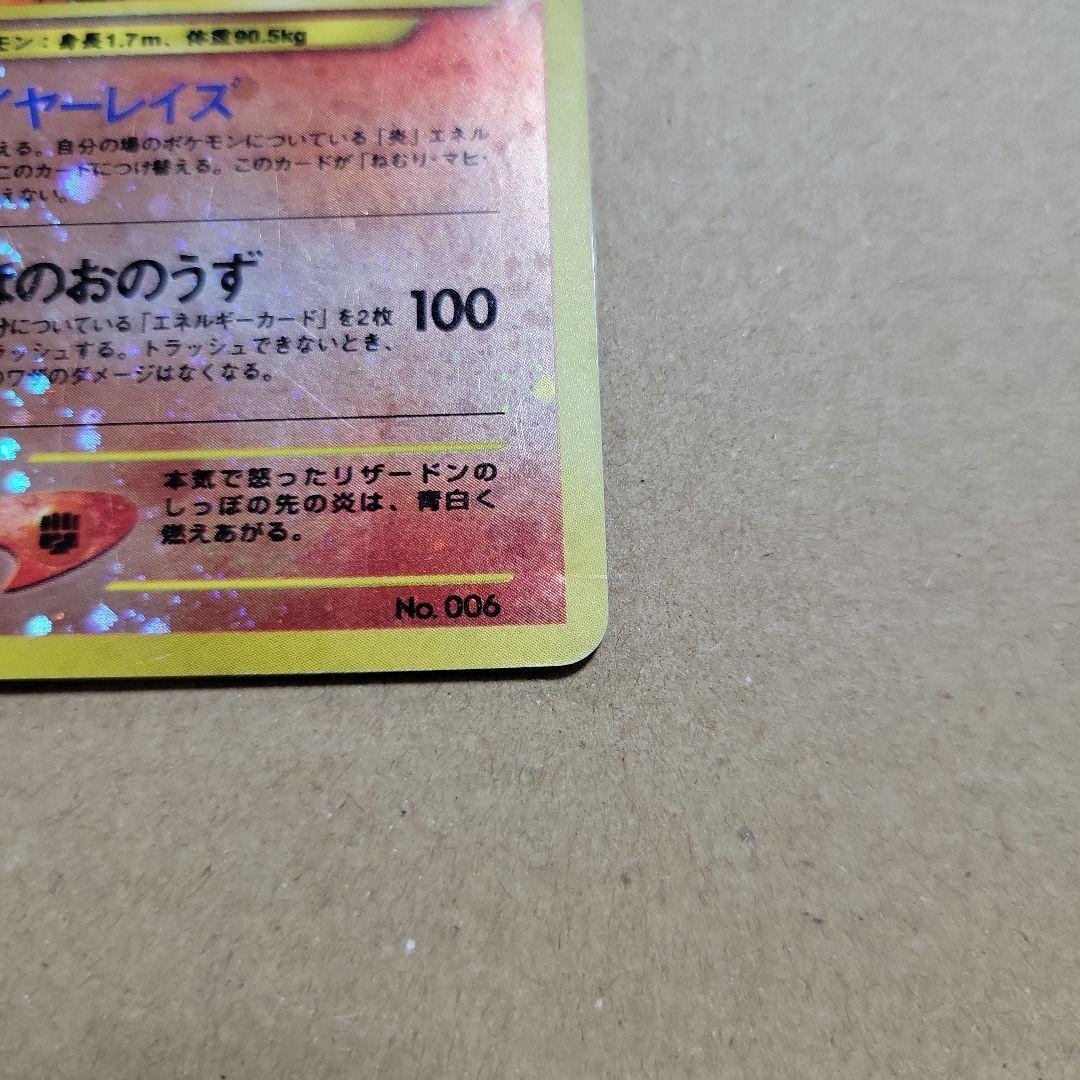 モン：身長1.7m、体重90.5kg
イヤーレイズ
える。自分の場のポケモンについている「炎」エネル
このカードにつけ替える。このカードが「ねむり・マヒ・
えない。
ほのおのうず
100
についている「エネルギーカード」を2枚
ラッシュする。トラッシュできないとき、
のワザのダメージはなくなる。
本気で怒ったリザードンの
しっぽの先の炎は、青白く
燃えあがる。
No. 006